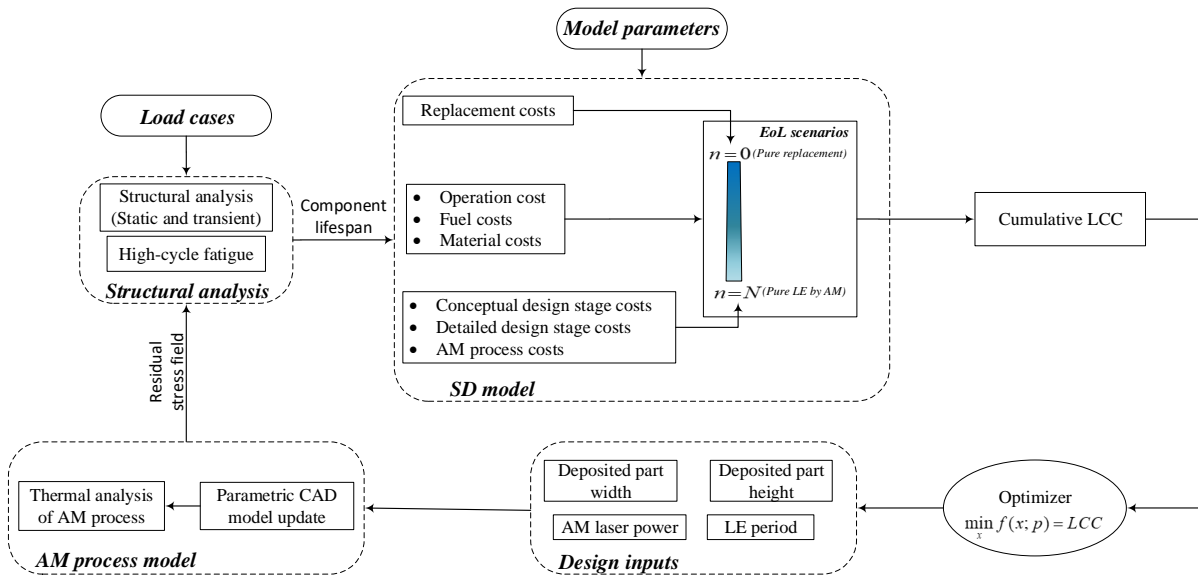 Model parameters
Load cases
Replacement costs
EoL scenarios
n = 0 (Pure replacement)
Structural analysis
(Static and transient)
High-cycle fatigue
Structural analysis
Component
lifespan
• Operation cost
• Fuel costs
• Material costs
Cumulative LCC
n = N (Pure LE by AM)
• Conceptual design stage costs
• Detailed design stage costs
• AM process costs
SD model
Residual
stress field
Thermal analysis
of AM process
Parametric CAD
model update
AM process model
Deposited part
width
Deposited part
height
AM laser power
LE period
Design inputs
Optimizer
min f(x; p) = LCC
x